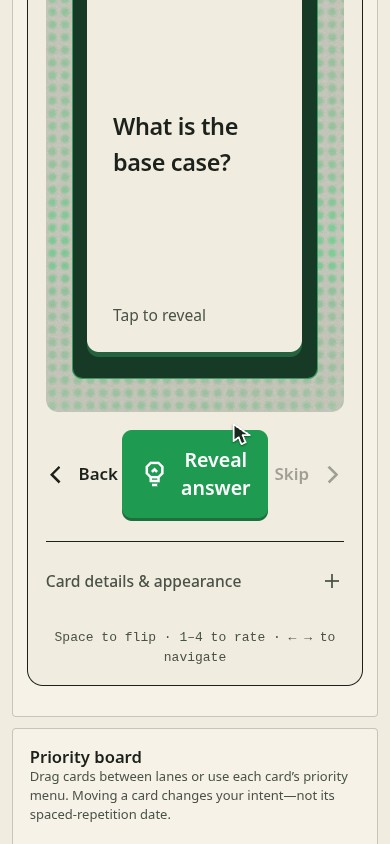 What is the
base case?
Tap to reveal
Back
Reveal
answer
Skip
Card details & appearance
Space to flip · 1–4 to rate · ← → to
navigate
Priority board
Drag cards between lanes or use each card’s priority
menu. Moving a card changes your intent—not its
spaced-repetition date.